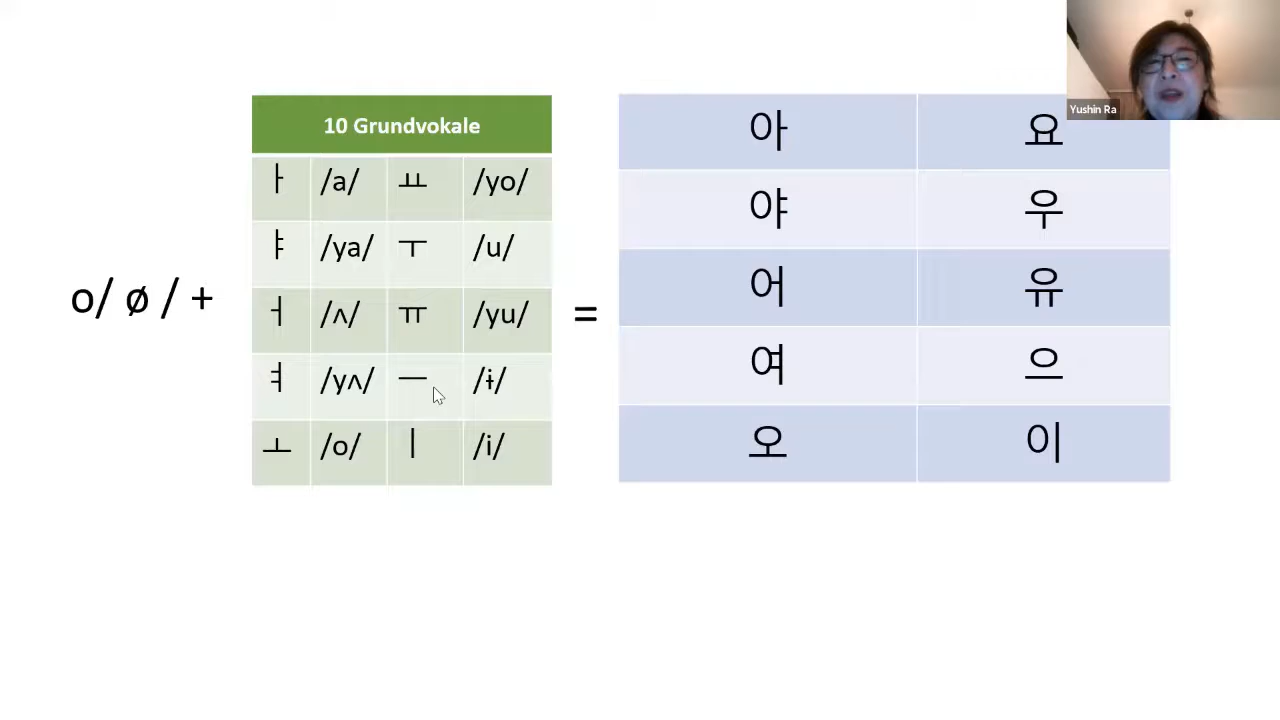 Yushin Ra
10 Grundvokale
ㅏ /a/ ㅛ /yo/
ㅑ /ya/ ㅜ /u/
ㅓ /ʌ/ ㅠ /yu/
ㅕ /yʌ/ ㅡ /ɨ/
ㅗ /o/ ㅣ /i/
o/ ø / +
=
아 요
야 우
어 유
여 으
오 이